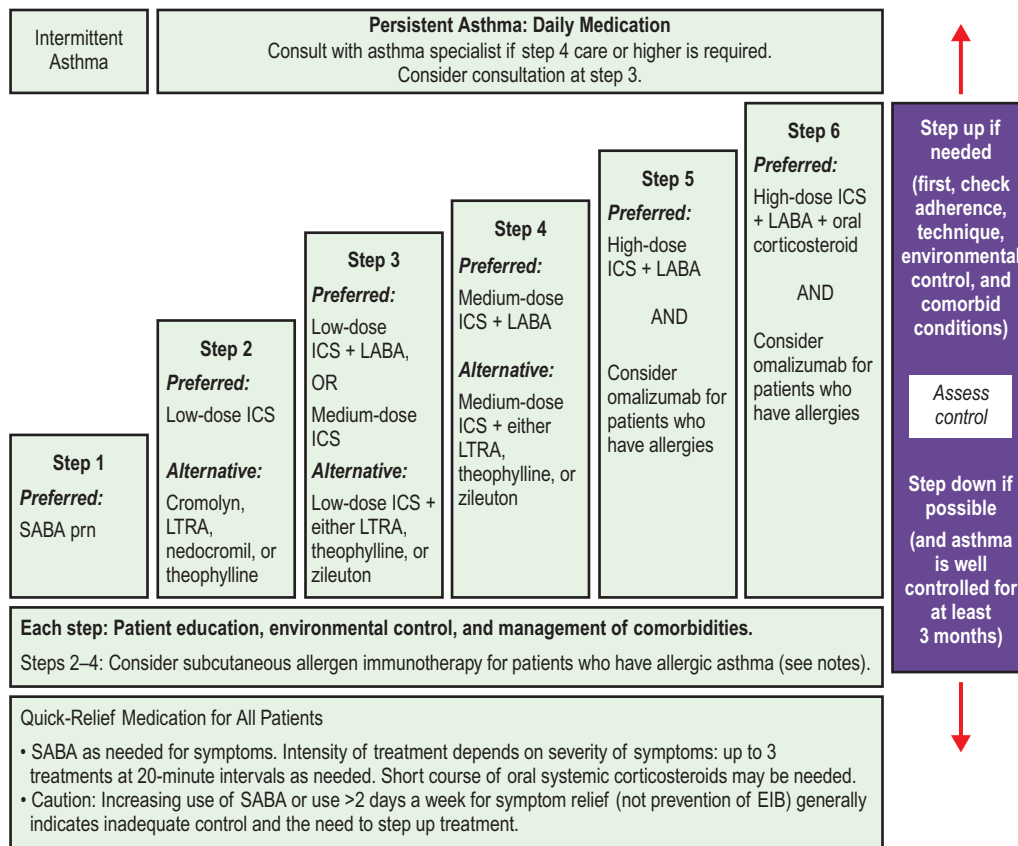 Intermittent
Asthma
Persistent Asthma: Daily Medication
Consult with asthma specialist if step 4 care or higher is required.
Consider consultation at step 3.
Step 1
Preferred:
SABA prn
Step 2
Preferred:
Low-dose ICS
Alternative:
Cromolyn,
LTRA,
nedocromil, or
theophylline
Step 3
Preferred:
Low-dose
ICS + LABA,
OR
Medium-dose
ICS
Alternative:
Low-dose ICS +
either LTRA,
theophylline, or
zileuton
Step 4
Preferred:
Medium-dose
ICS + LABA
Alternative:
Medium-dose
ICS + either
LTRA,
theophylline, or
zileuton
Step 5
Preferred:
High-dose
ICS + LABA
AND
Consider
omalizumab for
patients who
have allergies
Step 6
Preferred:
High-dose ICS
+ LABA + oral
corticosteroid
AND
Consider
omalizumab for
patients who
have allergies
Step up if
needed
(first, check
adherence,
technique,
environmental
control, and
comorbid
conditions)
Assess
control
Step down if
possible
(and asthma
is well
controlled for
at least
3 months)
Each step: Patient education, environmental control, and management of comorbidities.
Steps 2–4: Consider subcutaneous allergen immunotherapy for patients who have allergic asthma (see notes).
Quick-Relief Medication for All Patients
• SABA as needed for symptoms. Intensity of treatment depends on severity of symptoms: up to 3
treatments at 20-minute intervals as needed. Short course of oral systemic corticosteroids may be needed.
• Caution: Increasing use of SABA or use >2 days a week for symptom relief (not prevention of EIB) generally
indicates inadequate control and the need to step up treatment.